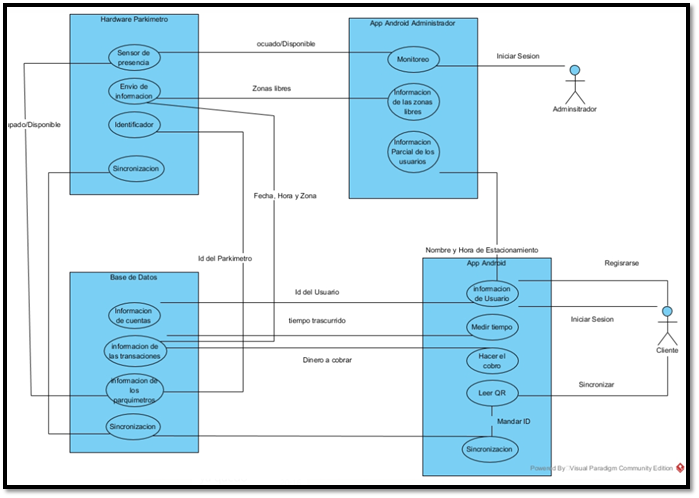 Hardware Parkimetro
Sensor de
presencia
Envio de
informacion
Identificador
Sincronizacion
ocuado/Disponible
Zonas libres
upado/Disponible
Fecha, Hora y Zona
Id del Parkimetro
App Android Administrador
Monitoreo
Informacion
de las zonas
libres
Informacion
Parcial de los
usuarios
Iniciar Sesion
Adminsitrador
Nombre y Hora de Estacionamiento
Base de Datos
Informacion
de cuentas
informacion de
las transaciones
Informacion de
los
parquimetros
Sincronizacion
Id del Usuario
tiempo trascurrido
Dinero a cobrar
App Android
informacion
de Usuario
Medir tiempo
Hacer el
cobro
Leer QR
Mandar ID
Sincronizacion
Regisrarse
Iniciar Sesion
Cliente
Sincronizar
Powered By Visual Paradigm Community Edition